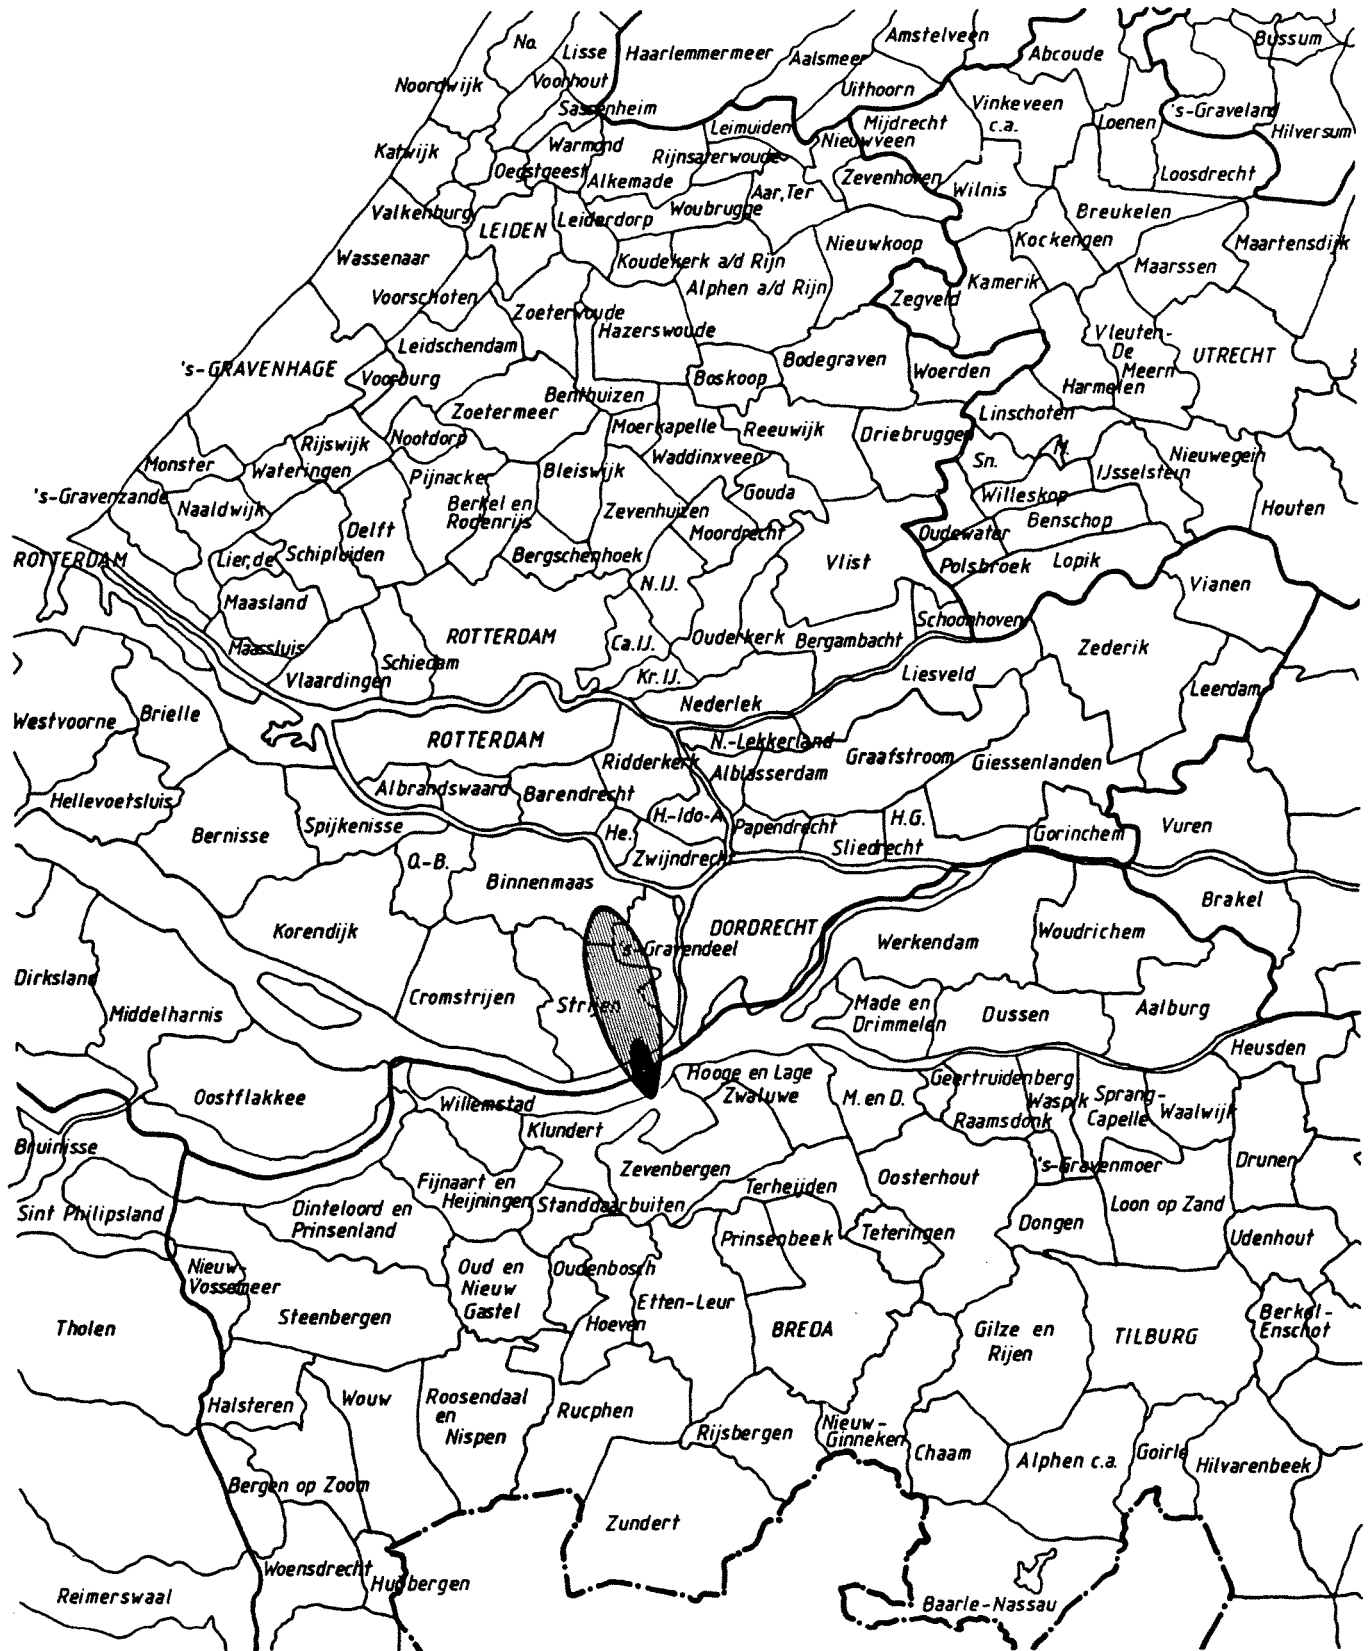 No.
Lisse
Haarlemmermeer
Aalsmeer
Amstelveen
Abcoude
Bussum
Noordwijk
Voorhout
Uithoorn
Sassenheim
Vinkeveen
c.a.
Loenen
's-Graveland
Hilversum
Leimuiden
Mijdrecht
Nieuwveen
Katwijk
Warmond
Rijnsaterwoude
Oegstgeest
Alkemade
Aar, Ter
Zevenhoven
Wilnis
Loosdrecht
Valkenburg
LEIDEN
Leiderdorp
Woubrugge
Breukelen
Wassenaar
Koudekerk a/d Rijn
Nieuwkoop
Kockengen
Maartensdijk
Maarssen
Voorschoten
Alphen a/d Rijn
Zegveld
Kamerik
Zoeterwoude
Hazerswoude
Leidschendam
Vleuten-
De
Meern
UTRECHT
's-GRAVENHAGE
Voorburg
Boskoop
Bodegraven
Woerden
Harmelen
Benthuizen
Zoetermeer
Linschoten
Rijswijk
Nootdorp
Moerkapelle
Reeuwijk
Driebruggen
M.
Monster
Wateringen
Pijnacker
Bleiswijk
Waddinxveen
Sn.
IJsselstein
Nieuwegein
's-Gravenzande
Naaldwijk
Berkel en
Rodenrijs
Zevenhuizen
Gouda
Willeskop
Houten
Delft
Moordrecht
Oudewater
Benschop
ROTTERDAM
Lier, de
Schipluiden
Bergschenhoek
Vlist
Polsbroek
Lopik
Vianen
N.IJ.
Maasland
Schoonhoven
Maassluis
ROTTERDAM
Ca.IJ.
Ouderkerk
Bergambacht
Zederik
Vlaardingen
Schiedam
Kr.IJ.
Liesveld
Leerdam
Nederlek
Westvoorne
Brielle
ROTTERDAM
N.-Lekkerland
Ridderkerk
Alblasserdam
Graafstroom
Giessenlanden
Hellevoetsluis
Albrandswaard
Barendrecht
H.-Ido-A
Bernisse
Spijkenisse
He.
Papendrecht
H.G.
Gorinchem
Vuren
O.-B.
Zwijndrecht
Sliedrecht
Binnenmaas
Brakel
Korendijk
DORDRECHT
's-Gravendeel
Werkendam
Woudrichem
Dirksland
Middelharnis
Cromstrijen
Strijen
Made en
Drimmelen
Dussen
Aalburg
Heusden
Oostflakkee
Willemstad
Hooge en Lage
Zwaluwe
M. en D.
Geertruidenberg
Raamsdonk
Waspik
Sprang-
Capelle
Waalwijk
Bruinisse
Klundert
Zevenbergen
Oosterhout
's-Gravenmoer
Drunen
Fijnaart en
Heijningen
Terheijden
Sint Philipsland
Dinteloord en
Prinsenland
Standdaarbuiten
Loon op Zand
Dongen
Prinsenbeek
Teteringen
Udenhout
Nieuw-
Vossemeer
Oud en
Nieuw
Gastel
Oudenbosch
Tholen
Steenbergen
Etten-Leur
Hoeven
BREDA
Gilze en
Rijen
TILBURG
Berkel-
Enschot
Halsteren
Wouw
Roosendaal
en
Nispen
Rucphen
Rijsbergen
Nieuw-
Ginneken
Chaam
Alphen c.a.
Goirle
Hilvarenbeek
Bergen op Zoom
Zundert
Woensdrecht
Huijbergen
Reimerswaal
Baarle-Nassau